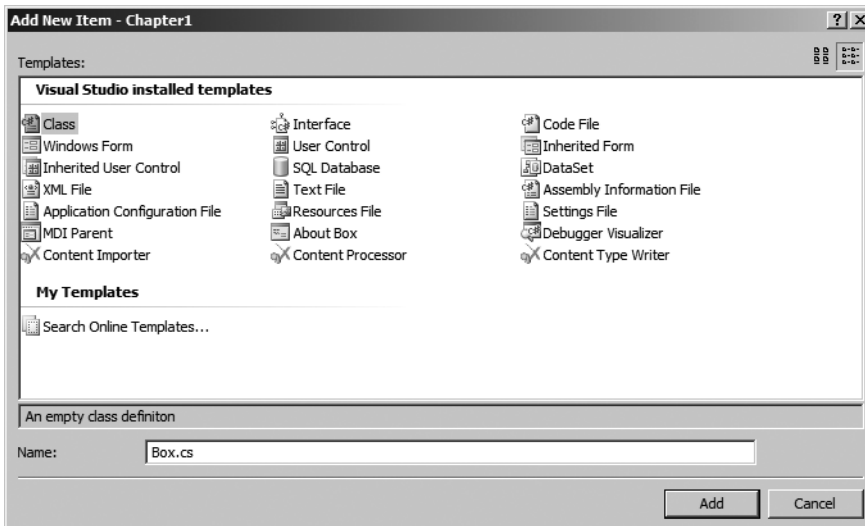 Add New Item - Chapter1
Templates:
Visual Studio installed templates
Class Interface Code File
Windows Form User Control Inherited Form
Inherited User Control SQL Database DataSet
XML File Text File Assembly Information File
Application Configuration File Resources File Settings File
MDI Parent About Box Debugger Visualizer
Content Importer Content Processor Content Type Writer
My Templates
Search Online Templates...
An empty class definiton
Name: Box.cs
Add Cancel